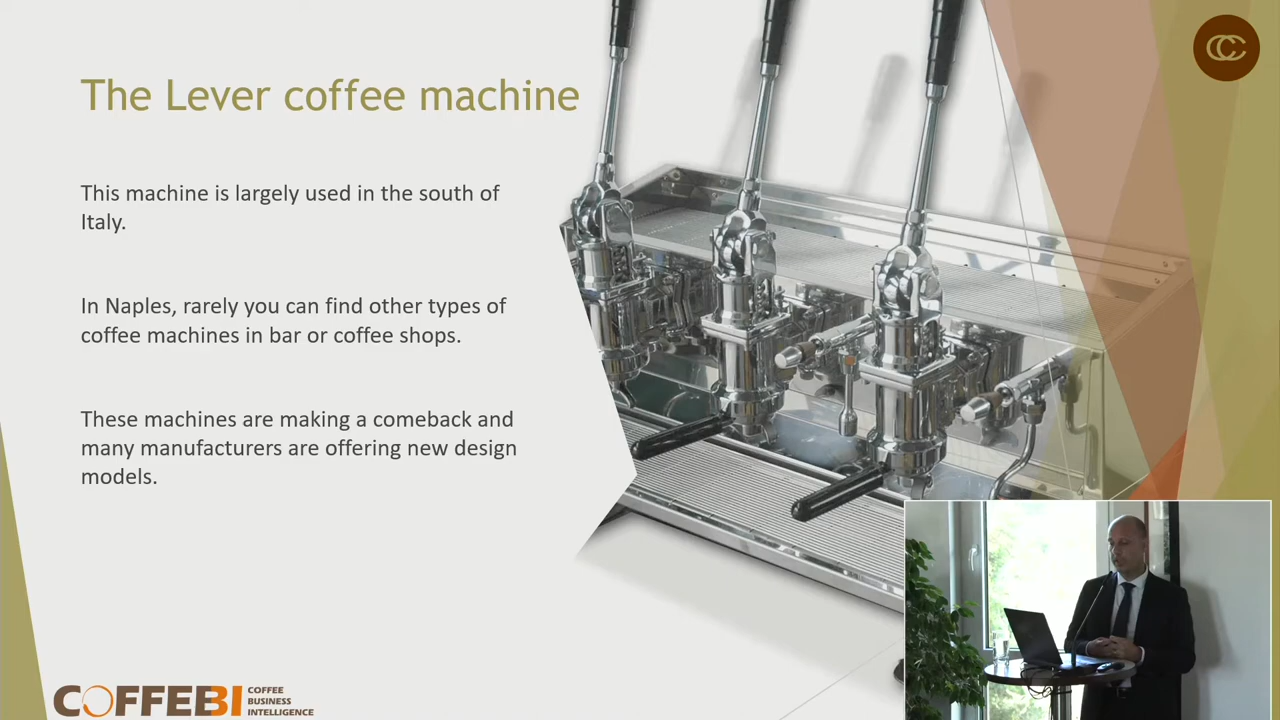 The Lever coffee machine
This machine is largely used in the south of
Italy.
In Naples, rarely you can find other types of
coffee machines in bar or coffee shops.
These machines are making a comeback and
many manufacturers are offering new design
models.
COFFEBI COFFEE
BUSINESS
INTELLIGENCE